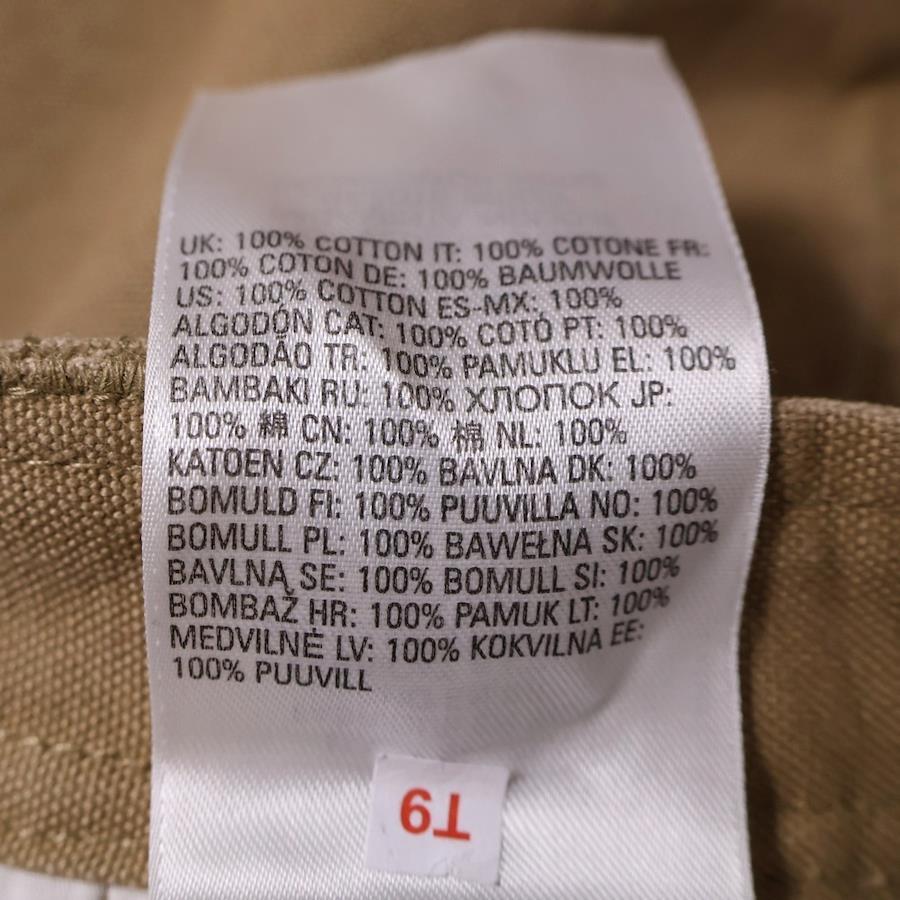 UK: 100% COTTON IT: 100% COTONE FR:
100% COTON DE: 100% BAUMWOLLE
US: 100% COTTON ES-MX: 100%
ALGODÓN CAT: 100% COTÓ PT: 100%
ALGODÃO TR: 100% PAMUKLU EL: 100%
BAMBAKI RU: 100% ХЛОПОК JP:
100% 綿 CN: 100% 棉 NL: 100%
KATOEN CZ: 100% BAVLNA DK: 100%
BOMULD FI: 100% PUUVILLA NO: 100%
BOMULL PL: 100% BAWEŁNA SK: 100%
BAVLNĄ SE: 100% BOMULL SI: 100%
BOMBAŽ HR: 100% PAMUK LT: 100%
MEDVILNĖ LV: 100% KOKVILNA EE:
100% PUUVILL
T9